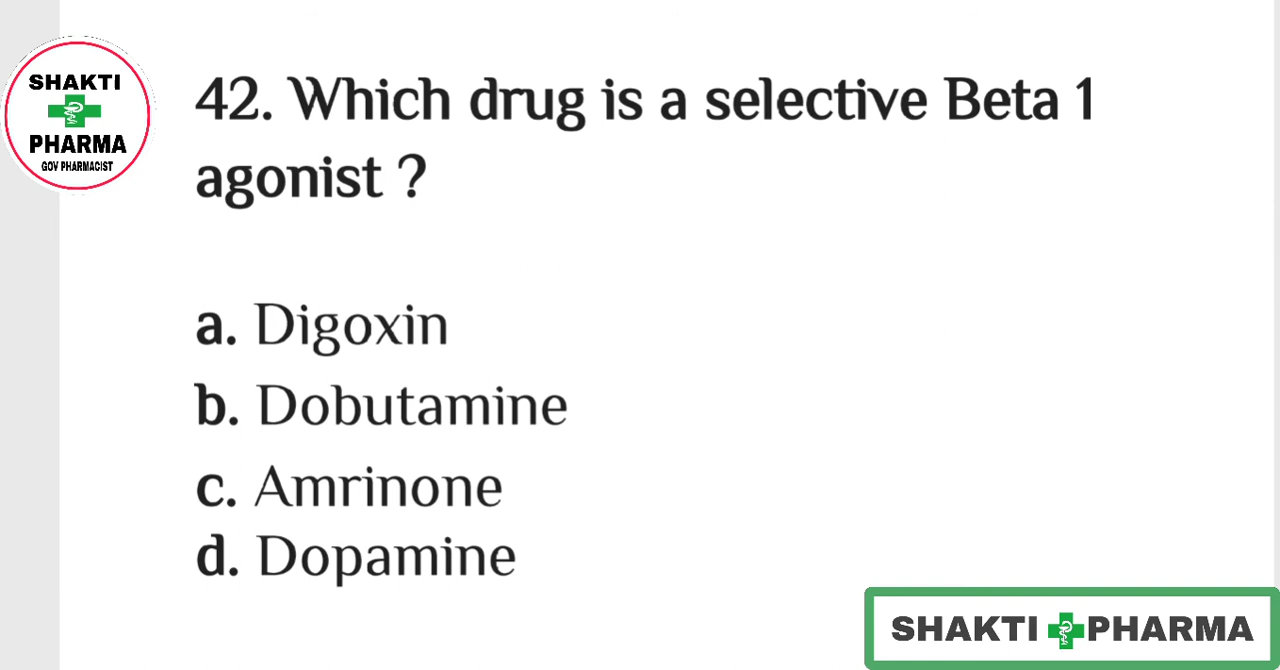 SHAKTI
PHARMA
GOV PHARMACIST
42. Which drug is a selective Beta 1
agonist ?
a. Digoxin
b. Dobutamine
c. Amrinone
d. Dopamine
SHAKTI PHARMA